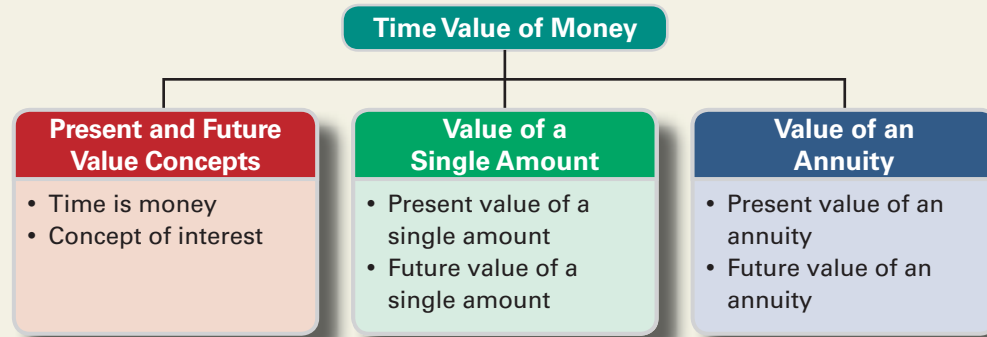 Time Value of Money
Present and Future
Value Concepts
• Time is money
• Concept of interest
Value of a
Single Amount
• Present value of a
single amount
• Future value of a
single amount
Value of an
Annuity
• Present value of an
annuity
• Future value of an
annuity